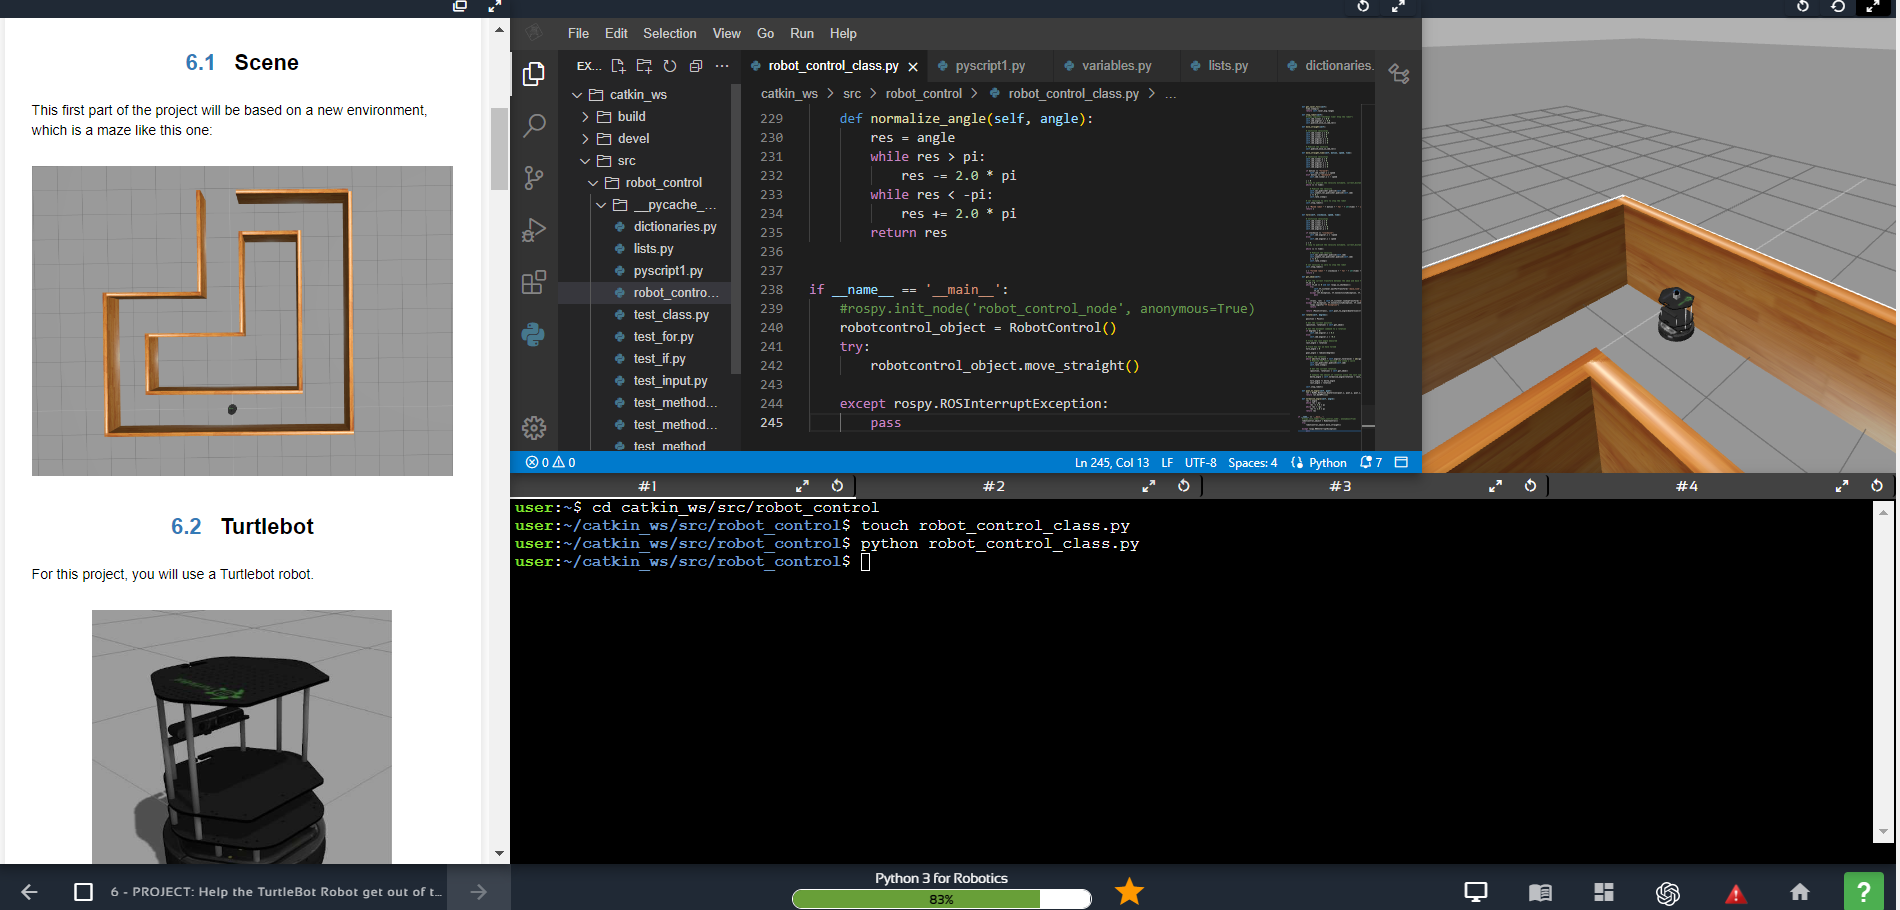 6.1 Scene
This first part of the project will be based on a new environment,
which is a maze like this one:
6.2 Turtlebot
For this project, you will use a Turtlebot robot.
File Edit Selection View Go Run Help
EX...
catkin_ws
build
devel
src
robot_control
__pycache_...
dictionaries.py
lists.py
pyscript1.py
robot_contro...
test_class.py
test_for.py
test_if.py
test_input.py
test_method...
test_method...
test_method
robot_control_class.py pyscript1.py variables.py lists.py dictionaries.
catkin_ws > src > robot_control > robot_control_class.py > ...
229 def normalize_angle(self, angle):
230 res = angle
231 while res > pi:
232 res -= 2.0 * pi
233 while res < -pi:
234 res += 2.0 * pi
235 return res
236
237
238 if __name__ == '__main__':
239 #rospy.init_node('robot_control_node', anonymous=True)
240 robotcontrol_object = RobotControl()
241 try:
242 robotcontrol_object.move_straight()
243
244 except rospy.ROSInterruptException:
245 pass
0 0 Ln 245, Col 13 LF UTF-8 Spaces: 4 Python 7
#1 #2 #3 #4
user:~$ cd catkin_ws/src/robot_control
user:~/catkin_ws/src/robot_control$ touch robot_control_class.py
user:~/catkin_ws/src/robot_control$ python robot_control_class.py
user:~/catkin_ws/src/robot_control$
6 - PROJECT: Help the TurtleBot Robot get out of t...
Python 3 for Robotics
83%
?